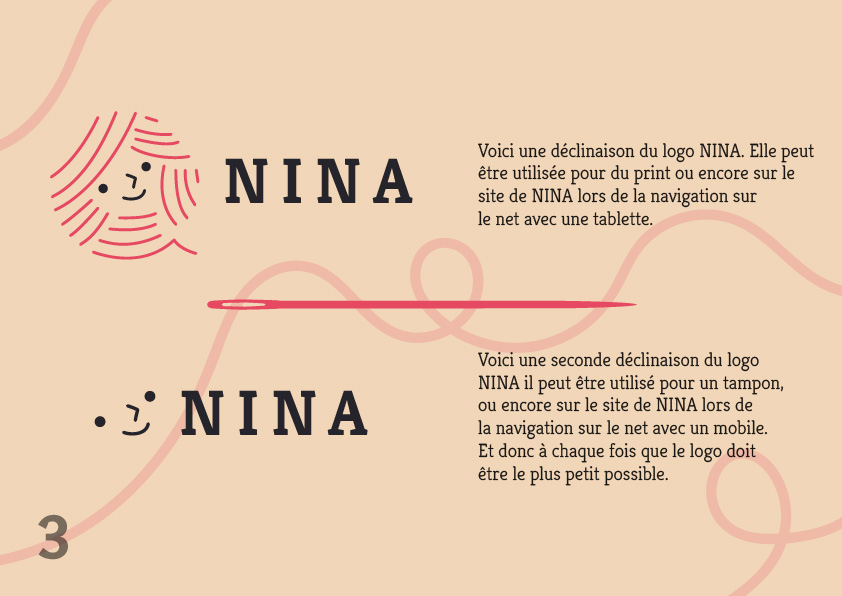 NINA
Voici une déclinaison du logo NINA. Elle peut
être utilisée pour du print ou encore sur le
site de NINA lors de la navigation sur
le net avec une tablette.
NINA
Voici une seconde déclinaison du logo
NINA il peut être utilisé pour un tampon,
ou encore sur le site de NINA lors de
la navigation sur le net avec un mobile.
Et donc à chaque fois que le logo doit
être le plus petit possible.
3